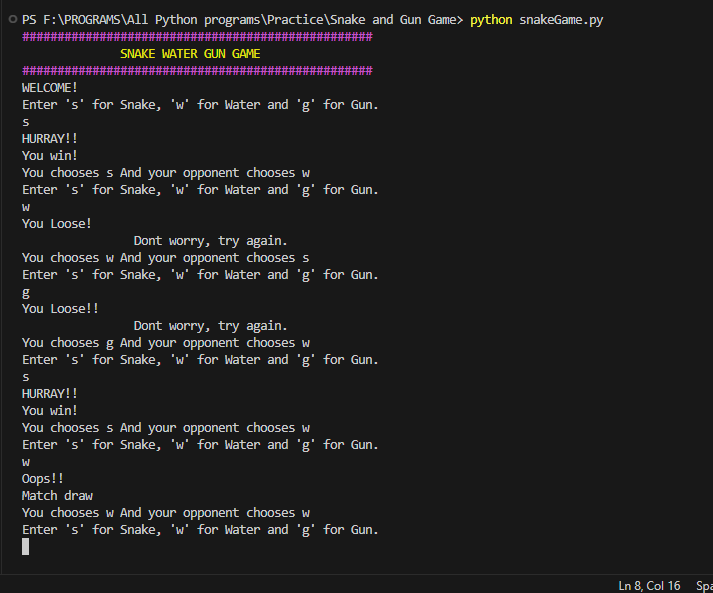 PS F:\PROGRAMS\All Python programs\Practice\Snake and Gun Game> python snakeGame.py
##################################################
SNAKE WATER GUN GAME
##################################################
WELCOME!
Enter 's' for Snake, 'w' for Water and 'g' for Gun.
s
HURRAY!!
You win!
You chooses s And your opponent chooses w
Enter 's' for Snake, 'w' for Water and 'g' for Gun.
w
You Loose!
Dont worry, try again.
You chooses w And your opponent chooses s
Enter 's' for Snake, 'w' for Water and 'g' for Gun.
g
You Loose!!
Dont worry, try again.
You chooses g And your opponent chooses w
Enter 's' for Snake, 'w' for Water and 'g' for Gun.
s
HURRAY!!
You win!
You chooses s And your opponent chooses w
Enter 's' for Snake, 'w' for Water and 'g' for Gun.
w
Oops!!
Match draw
You chooses w And your opponent chooses w
Enter 's' for Snake, 'w' for Water and 'g' for Gun.
Ln 8, Col 16 Spa